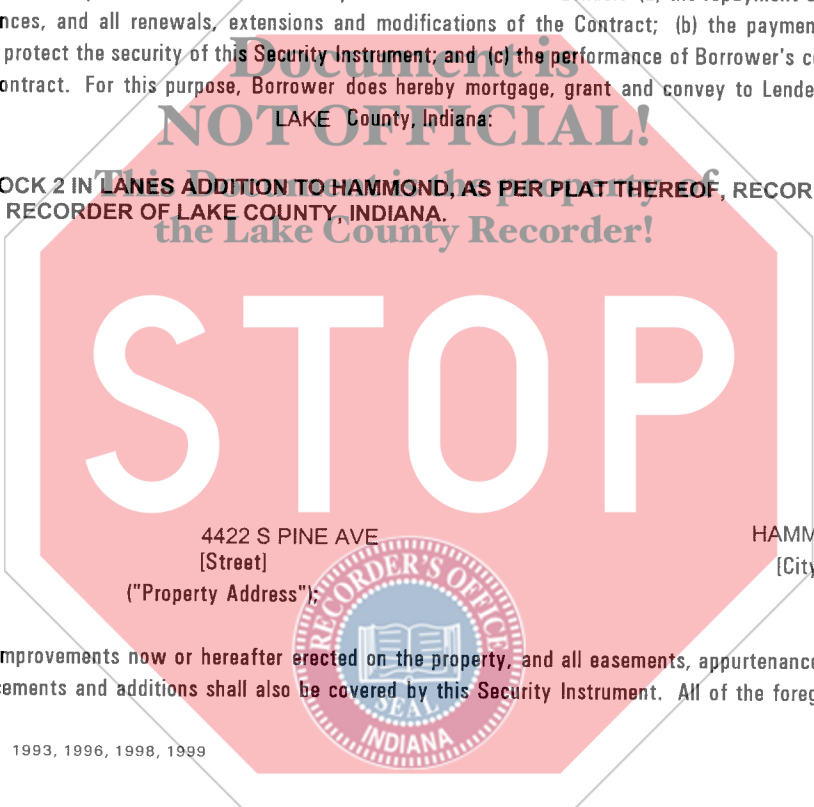 nces, and all renewals, extensions and modifications of the Contract; (b) the paymen
Document is
protect the security of this Security Instrument; and (c) the performance of Borrower's c
ontract. For this purpose, Borrower does hereby mortgage, grant and convey to Lende
NOT OFFICIAL!
LAKE County, Indiana:
This Document is the property of
OCK 2 IN LANES ADDITION TO HAMMOND, AS PER PLAT THEREOF, RECOR
RECORDER OF LAKE COUNTY, INDIANA.
the Lake County Recorder!
STOP
4422 S PINE AVE HAMM
[Street] [City
("Property Address");
RECORDER'S OFFICE
mprovements now or hereafter erected on the property, and all easements, appurtenance
cements and additions shall also be covered by this Security Instrument. All of the foreg
SEAL
INDIANA
1993, 1996, 1998, 1999